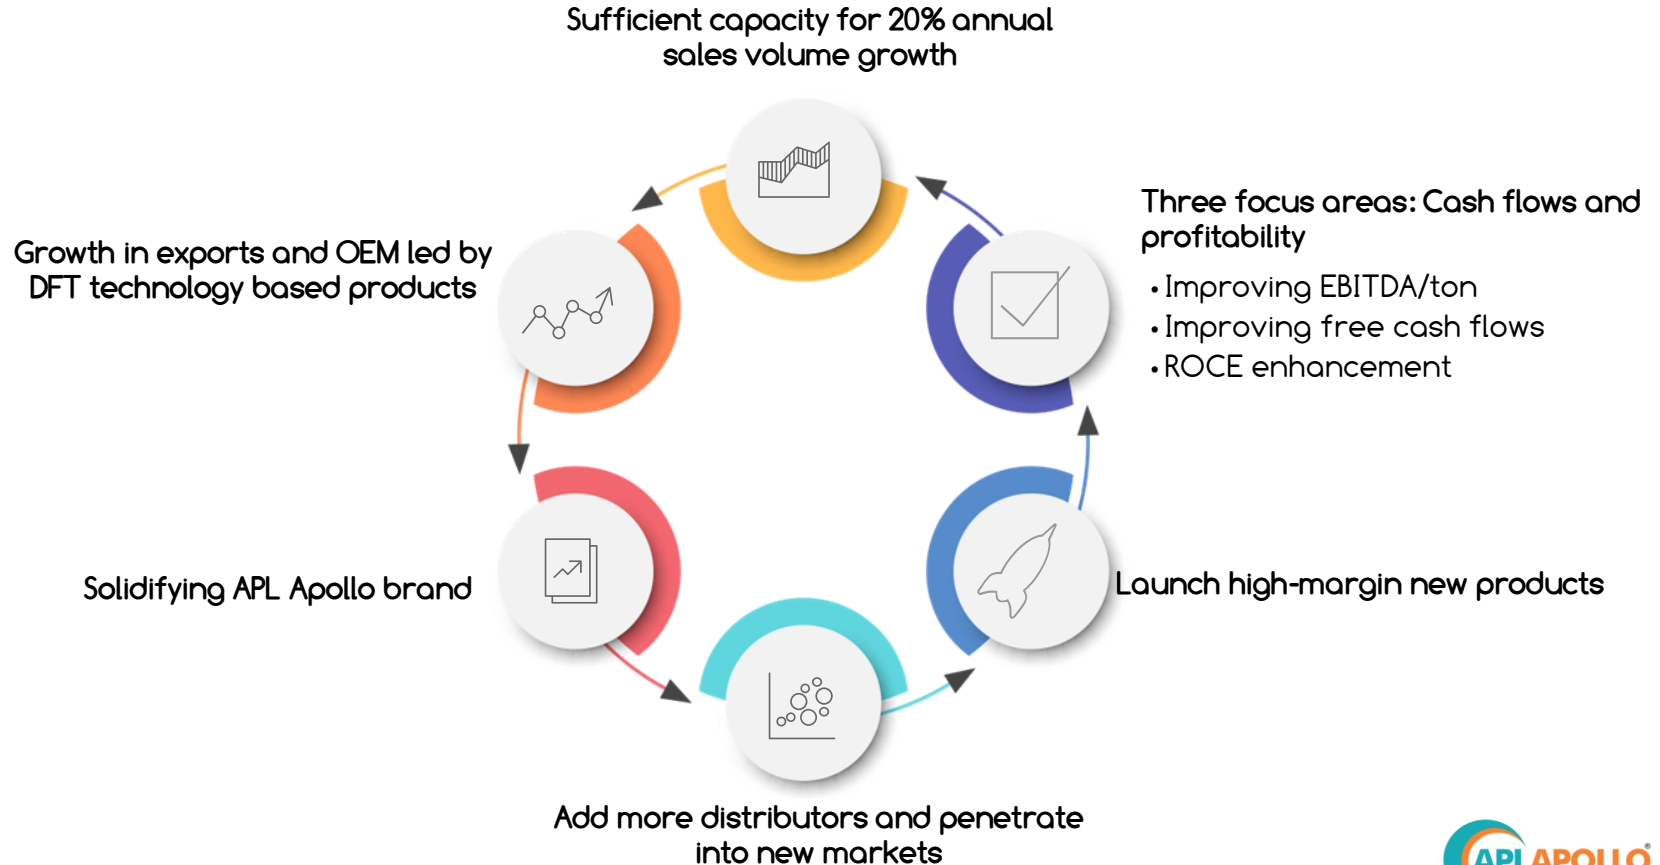 Sufficient capacity for 20% annual
sales volume growth
Three focus areas: Cash flows and
profitability
• Improving EBITDA/ton
• Improving free cash flows
• ROCE enhancement
Growth in exports and OEM led by
DFT technology based products
Solidifying APL Apollo brand
Launch high-margin new products
Add more distributors and penetrate
into new markets
APL APOLLO®